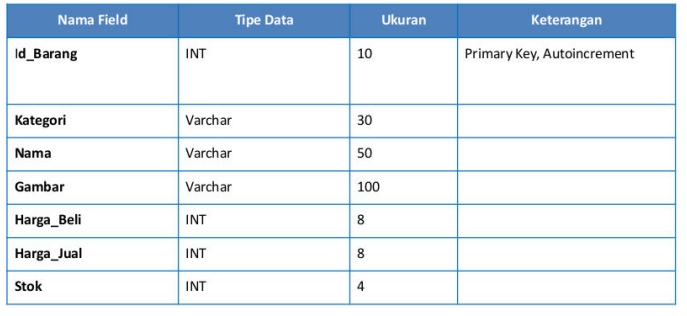 Nama Field Tipe Data Ukuran Keterangan
Id_Barang INT 10 Primary Key, Autoincrement
Kategori Varchar 30
Nama Varchar 50
Gambar Varchar 100
Harga_Beli INT 8
Harga_Jual INT 8
Stok INT 4